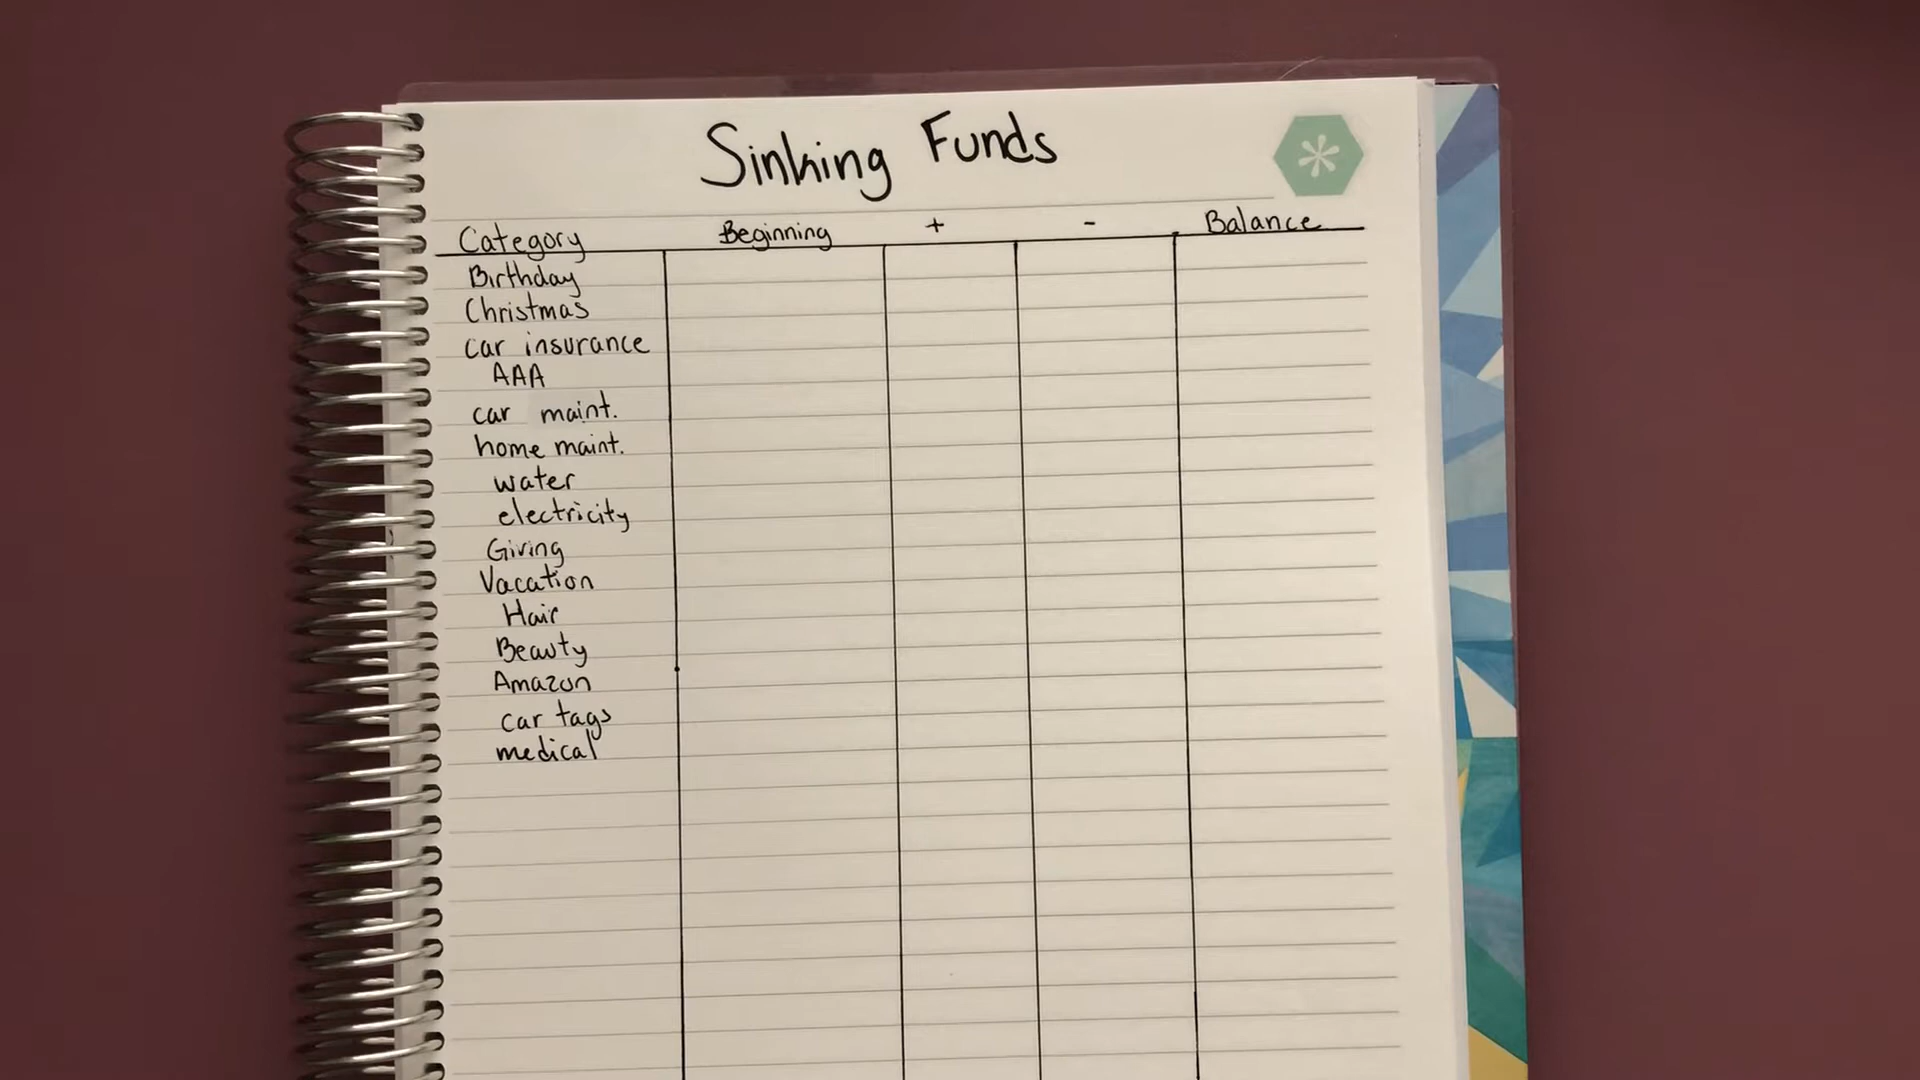 Sinking Funds
Category Beginning + - Balance
Birthday
Christmas
car insurance
AAA
car maint.
home maint.
water
electricity
Giving
Vacation
Hair
Beauty
Amazon
car tags
medical